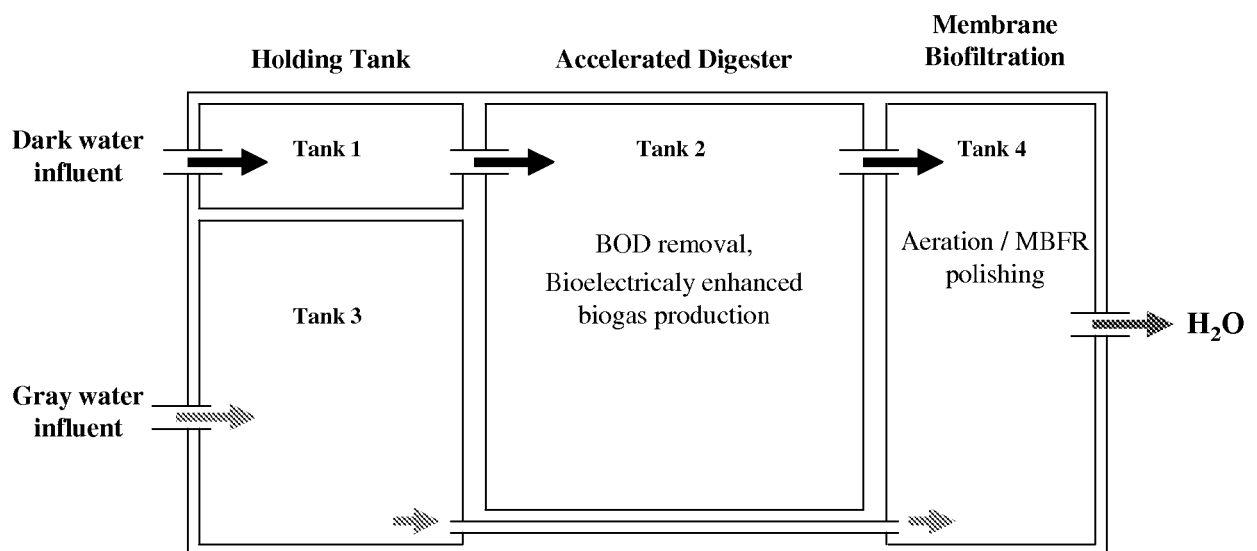 Holding Tank
Accelerated Digester
Membrane
Biofiltration
Dark water
influent
Tank 1
Tank 2
Tank 4
BOD removal,
Bioelectricaly enhanced
biogas production
Aeration / MBFR
polishing
Tank 3
H₂O
Gray water
influent